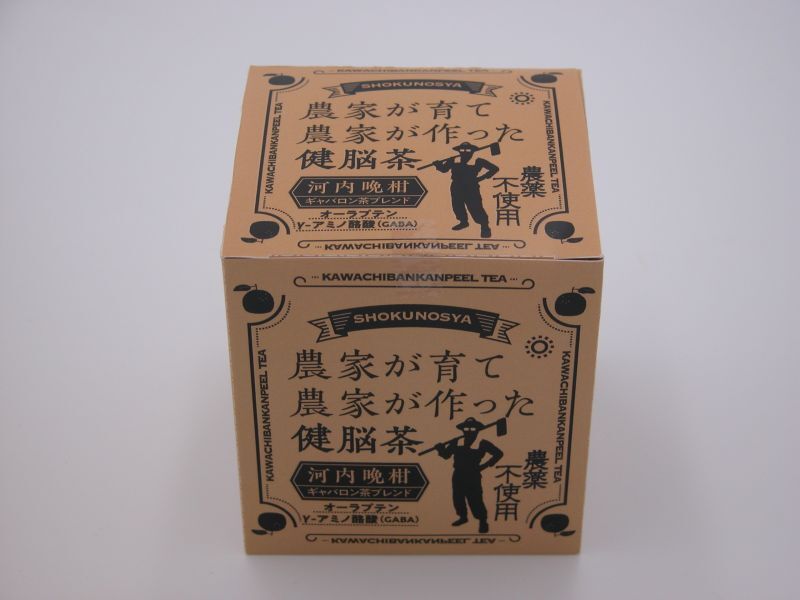 KAWACHIBANKANPEEL TEA
SHOKUNOSYA
農家が育て
農家が作った
健脳茶
河内晩柑
ギャバロン茶ブレンド
オーラプテン
γ-アミノ酪酸(GABA)
農薬
不使用
KAWACHIBANKANPEEL TEA
KAWACHIBANKANPEEL TEA
KAWACHIBANKANPEEL TEA
KAWACHIBANKANPEEL TEA
SHOKUNOSYA
農家が育て
農家が作った
健脳茶
河内晩柑
ギャバロン茶ブレンド
オーラプテン
γ-アミノ酪酸(GABA)
農薬
不使用
KAWACHIBANKANPEEL TEA
KAWACHIBANKANPEEL TEA
KAWACHIBANKANPEEL TEA